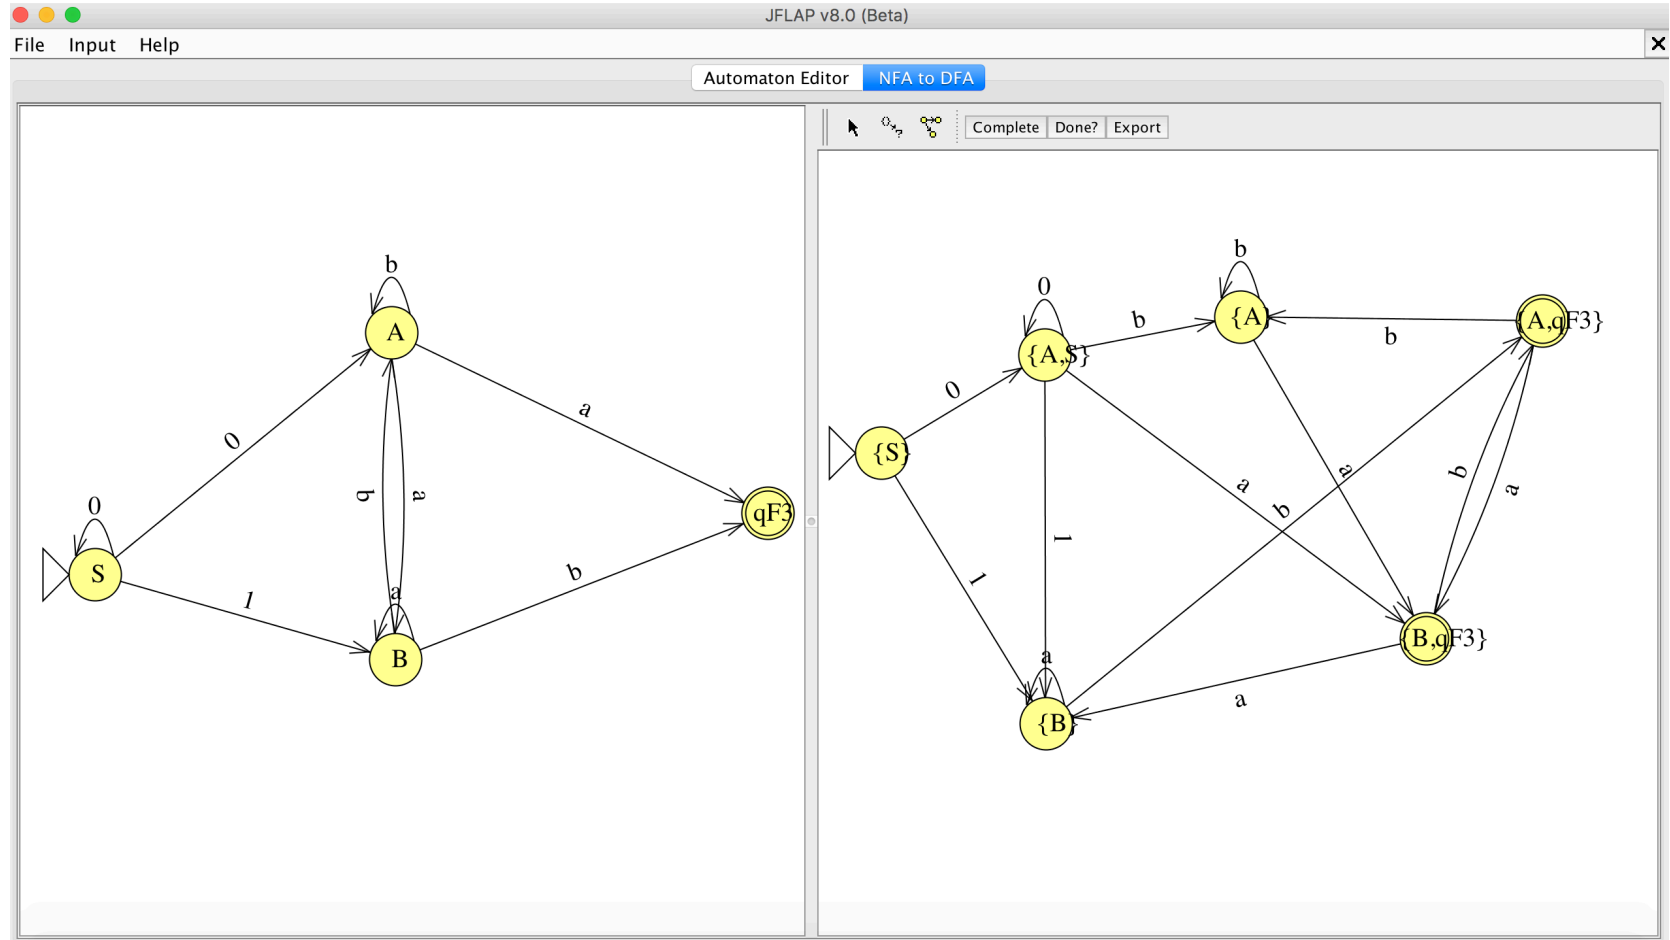 JFLAP v8.0 (Beta)
File Input Help
Automaton Editor NFA to DFA
Complete Done? Export
b
A
a
0
0
b
a
S
qF3
1
b
a
B
b
0
{A}
{A,qF3}
b
b
{A,S}
0
{S}
a
b
a
a
b
1
1
{B,qF3}
a
a
{B}